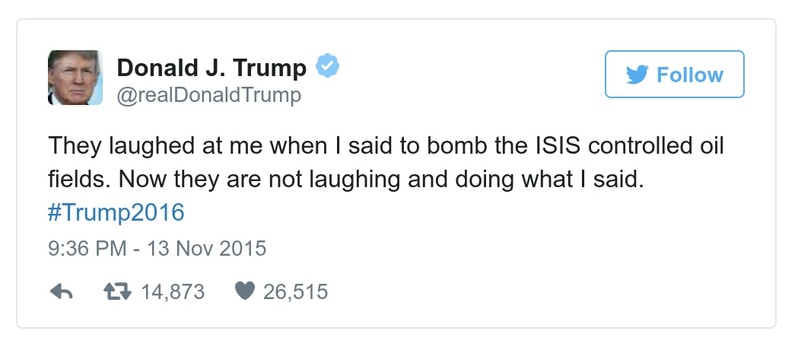 Donald J. Trump
@realDonaldTrump
Follow
They laughed at me when I said to bomb the ISIS controlled oil
fields. Now they are not laughing and doing what I said.
#Trump2016
9:36 PM - 13 Nov 2015
14,873 26,515